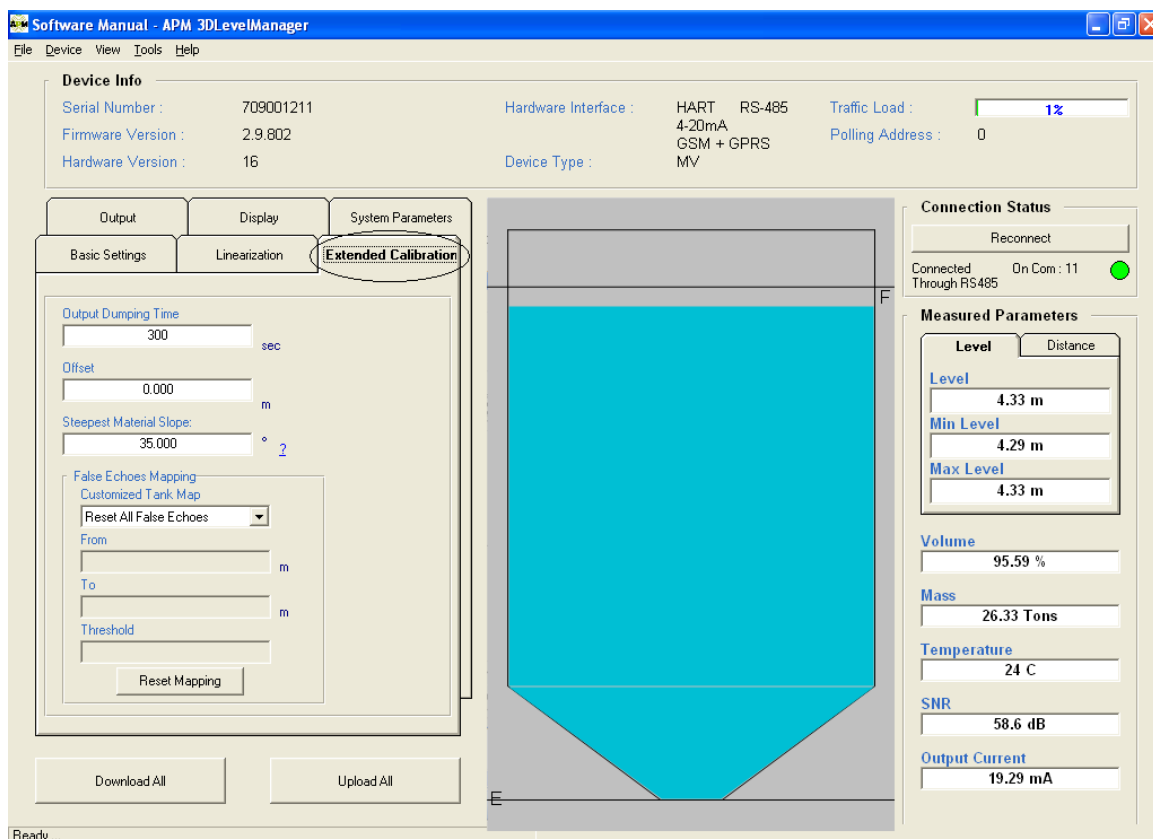 APM Software Manual - APM 3DLevelManager
File Device View Tools Help
Device Info
Serial Number : 709001211
Firmware Version : 2.9.802
Hardware Version : 16
Hardware Interface : HART RS-485
4-20mA
GSM + GPRS
Device Type : MV
Traffic Load : 1%
Polling Address : 0
Output Display System Parameters
Basic Settings Linearization Extended Calibration
Output Dumping Time
300 sec
Offset
0.000 m
Steepest Material Slope:
35.000 ° ?
False Echoes Mapping
Customized Tank Map
Reset All False Echoes
From
m
To
m
Threshold
Reset Mapping
Download All Upload All
F
E
Connection Status
Reconnect
Connected On Com : 11
Through RS485
Measured Parameters
Level Distance
Level
4.33 m
Min Level
4.29 m
Max Level
4.33 m
Volume
95.59 %
Mass
26.33 Tons
Temperature
24 C
SNR
58.6 dB
Output Current
19.29 mA
Ready...